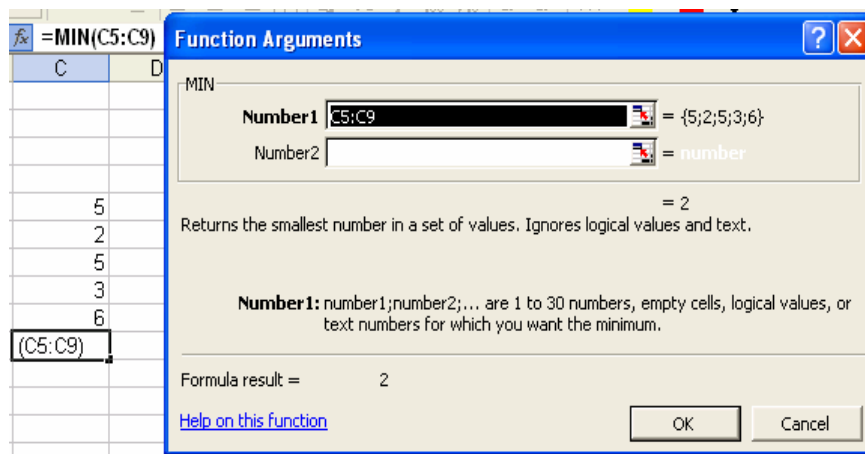 fx =MIN(C5:C9)
Function Arguments
C D
MIN
Number1 C5:C9 = {5;2;5;3;6}
Number2 = number
= 2
Returns the smallest number in a set of values. Ignores logical values and text.
5
2
5
3
6
(C5:C9)
Number1: number1;number2;... are 1 to 30 numbers, empty cells, logical values, or
text numbers for which you want the minimum.
Formula result = 2
Help on this function
OK Cancel